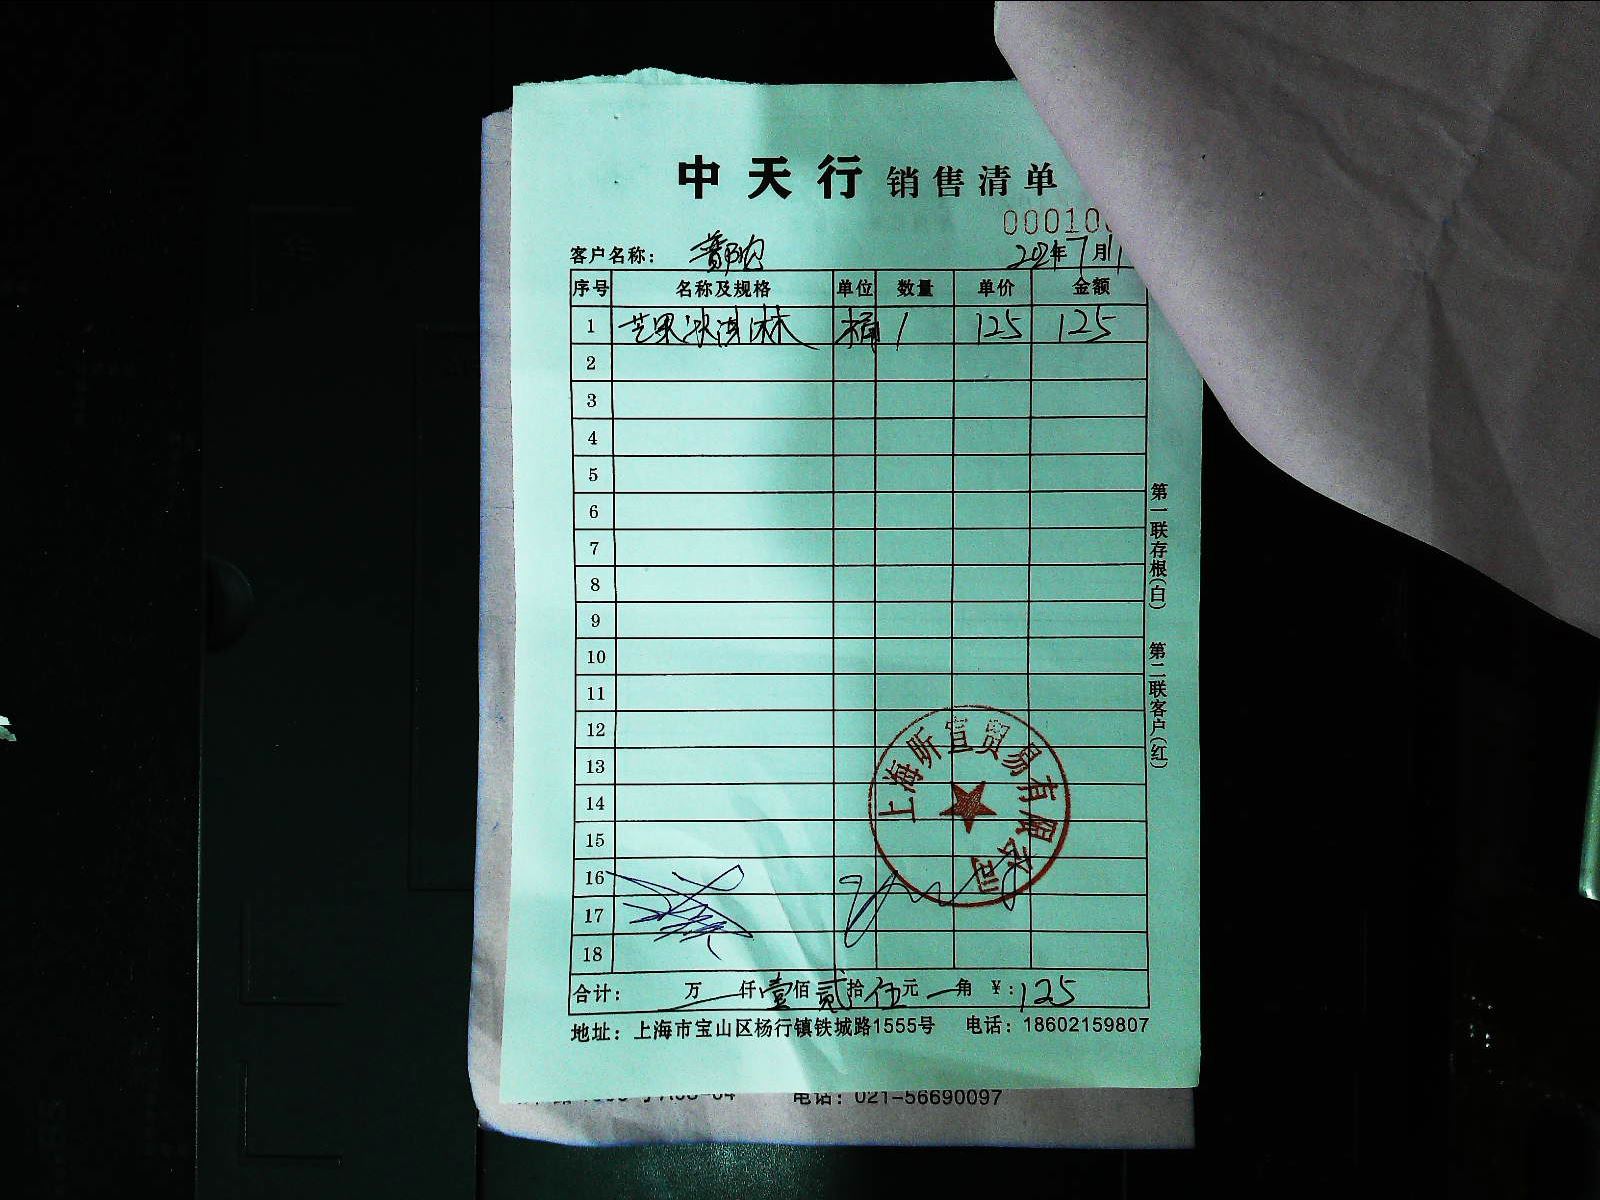 中天行 销售清单
00010
客户名称：
202年7月1
序号 名称及规格 单位 数量 单价 金额
1 芒果冰淇淋 桶 1 125 125
2
3
4
5
6
7
8
9
10
11
12
13
14
15
16
17
18
上海昕宣贸易有限公司
合计： 万 仟壹佰贰拾伍元 角 ¥:125
地址：上海市宝山区杨行镇铁城路1555号 电话：18602159807
第一联存根(白) 第二联客户(红)
电话：021-56690097